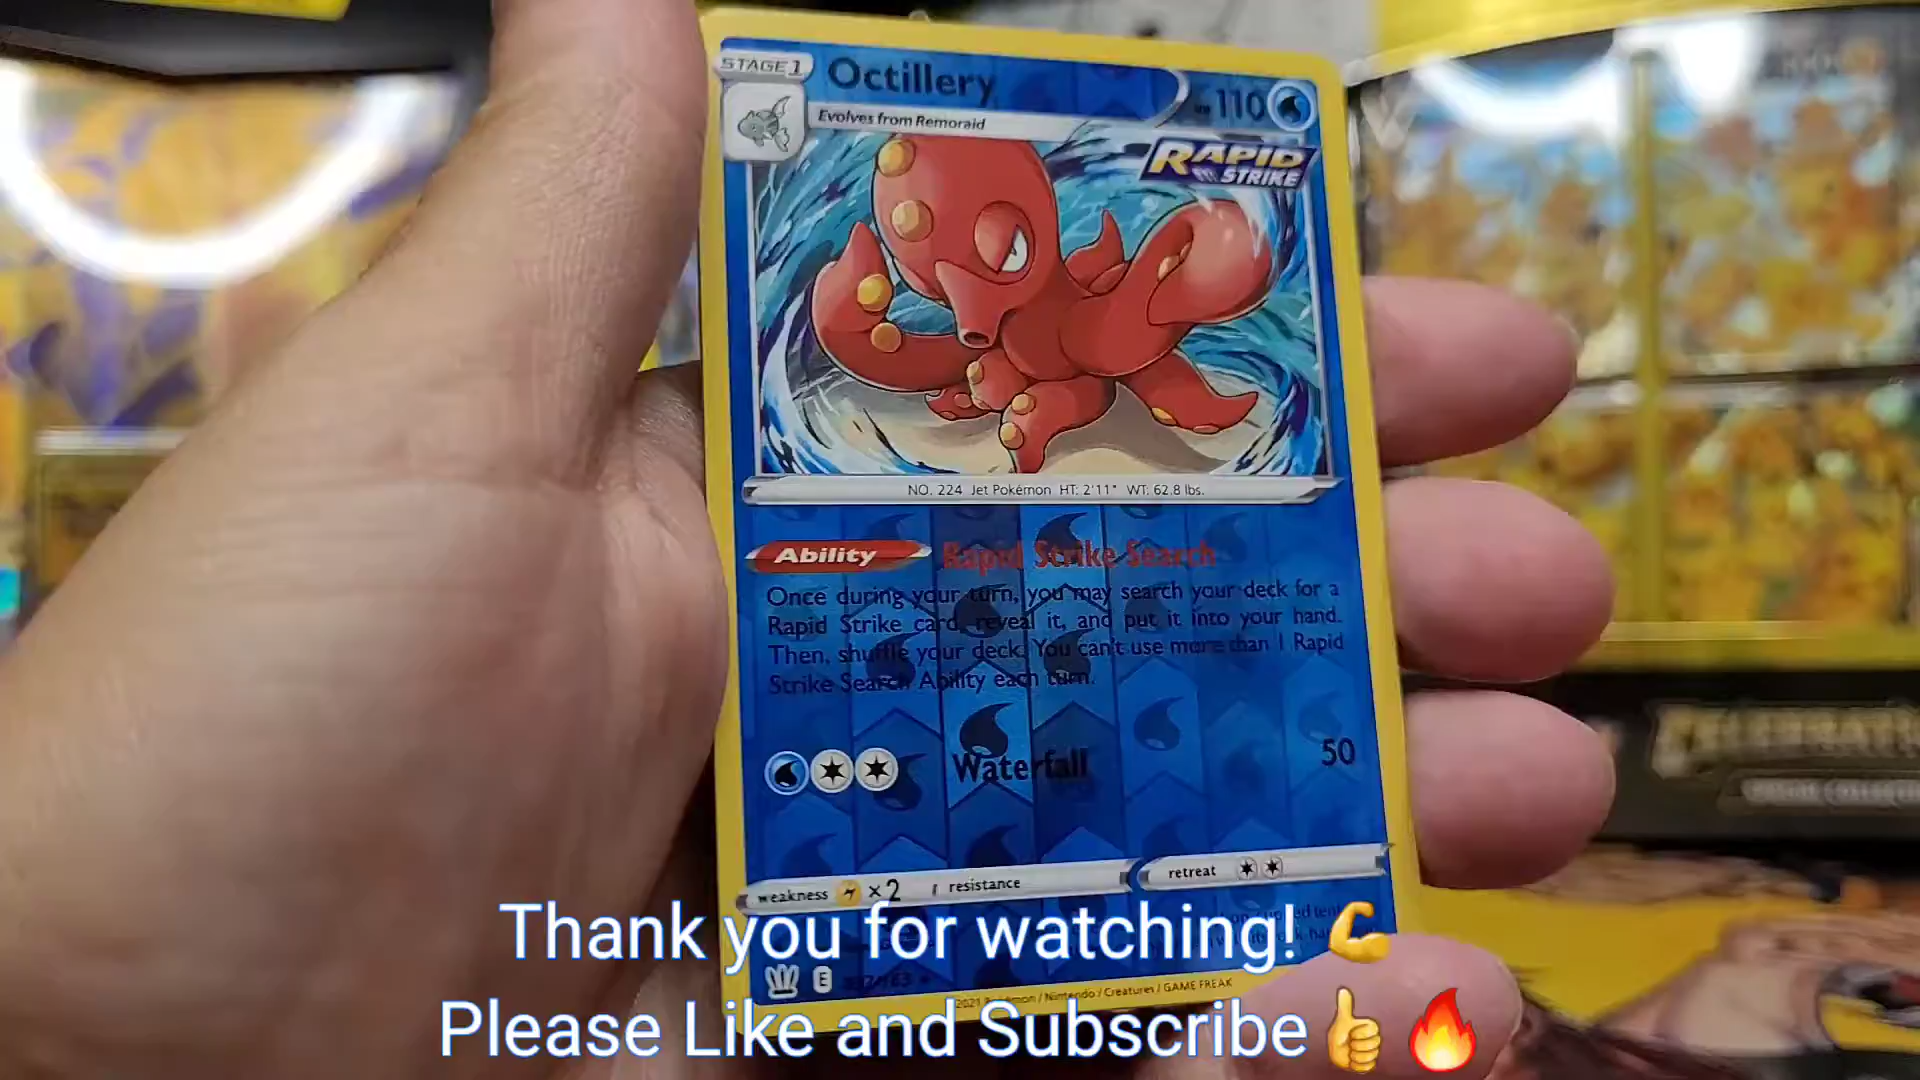 STAGE 1
Octillery
110
Evolves from Remoraid
RAPID
STRIKE
NO. 224 Jet Pokémon HT: 2'11" WT: 62.8 lbs.
Ability
Rapid Strike Search
Once during your turn, you may search your deck for a
Rapid Strike card, reveal it, and put it into your hand.
Then, shuffle your deck. You can't use more than 1 Rapid
Strike Search Ability each turn.
Waterfall
50
weakness ×2
resistance
retreat
Thank you for watching! 💪
E
2021 Pokémon / Nintendo / Creatures / GAME FREAK
Please Like and Subscribe👍🔥